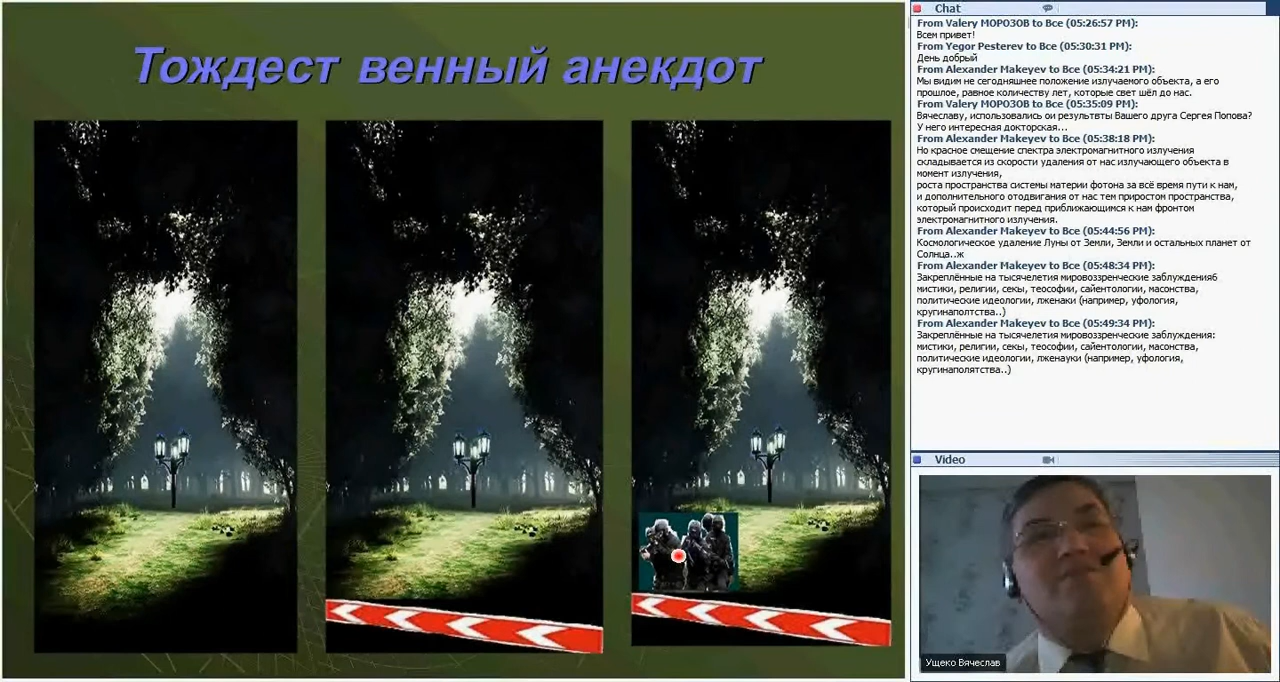 Тождест венный анекдот
Chat
From Valery МОРОЗОВ to Все (05:26:57 PM):
Всем привет!
From Yegor Pesterev to Все (05:30:31 PM):
День добрый
From Alexander Makeyev to Все (05:34:21 PM):
Мы видим не сегодняшнее положение излучаемого объекта, а его
прошлое, равное количеству лет, которые свет шёл до нас.
From Valery МОРОЗОВ to Все (05:35:09 PM):
Вячеславу, использовались ои результвты Вашего друга Сергея Попова?
У него интересная докторская...
From Alexander Makeyev to Все (05:38:18 PM):
Но красное смещение спектра электромагнитного излучения
складывается из скорости удаления от нас излучающего объекта в
момент излучения,
роста пространства системы материи фотона за всё время пути к нам,
и дополнительного отодвигания от нас тем приростом пространства,
который происходит перед приближающимся к нам фронтом
электромагнитного излучения.
From Alexander Makeyev to Все (05:44:56 PM):
Космологическое удаление Луны от Земли, Земли и остальных планет от
Солнца..ж
From Alexander Makeyev to Все (05:48:34 PM):
Закреплённые на тысячелетия мировоззренческие заблуждения6
мистики, религии, секы, теософии, сайентологии, масонства,
политические идеологии, лженаки (например, уфология,
кругинаполтства..)
From Alexander Makeyev to Все (05:49:34 PM):
Закреплённые на тысячелетия мировоззренческие заблуждения:
мистики, религии, секы, теософии, сайентологии, масонства,
политические идеологии, лженауки (например, уфология,
кругинаполятства..)
Video
Ущеко Вячеслав